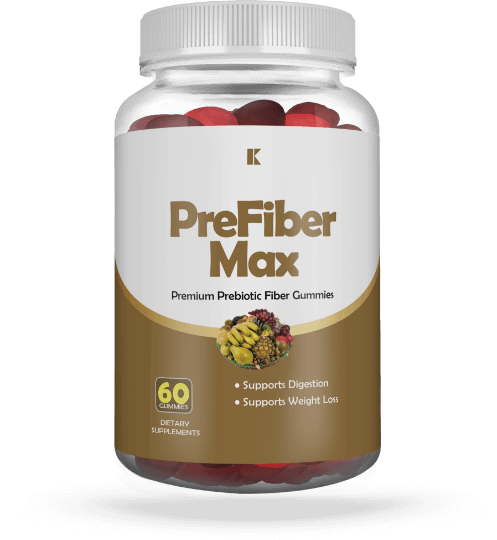 K
PreFiber
Max
Premium Prebiotic Fiber Gummies
• Supports Digestion
• Supports Weight Loss
60
GUMMIES
DIETARY
SUPPLEMENTS